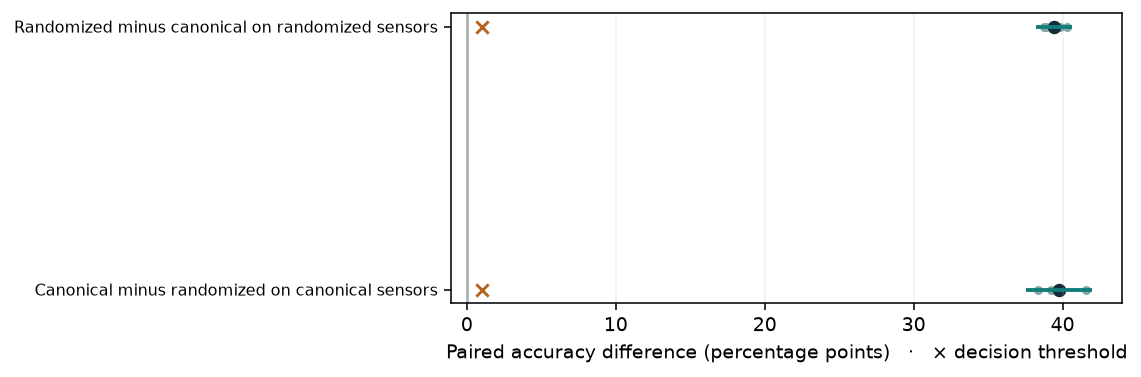 Randomized minus canonical on randomized sensors
Canonical minus randomized on canonical sensors
0 10 20 30 40
Paired accuracy difference (percentage points) · × decision threshold